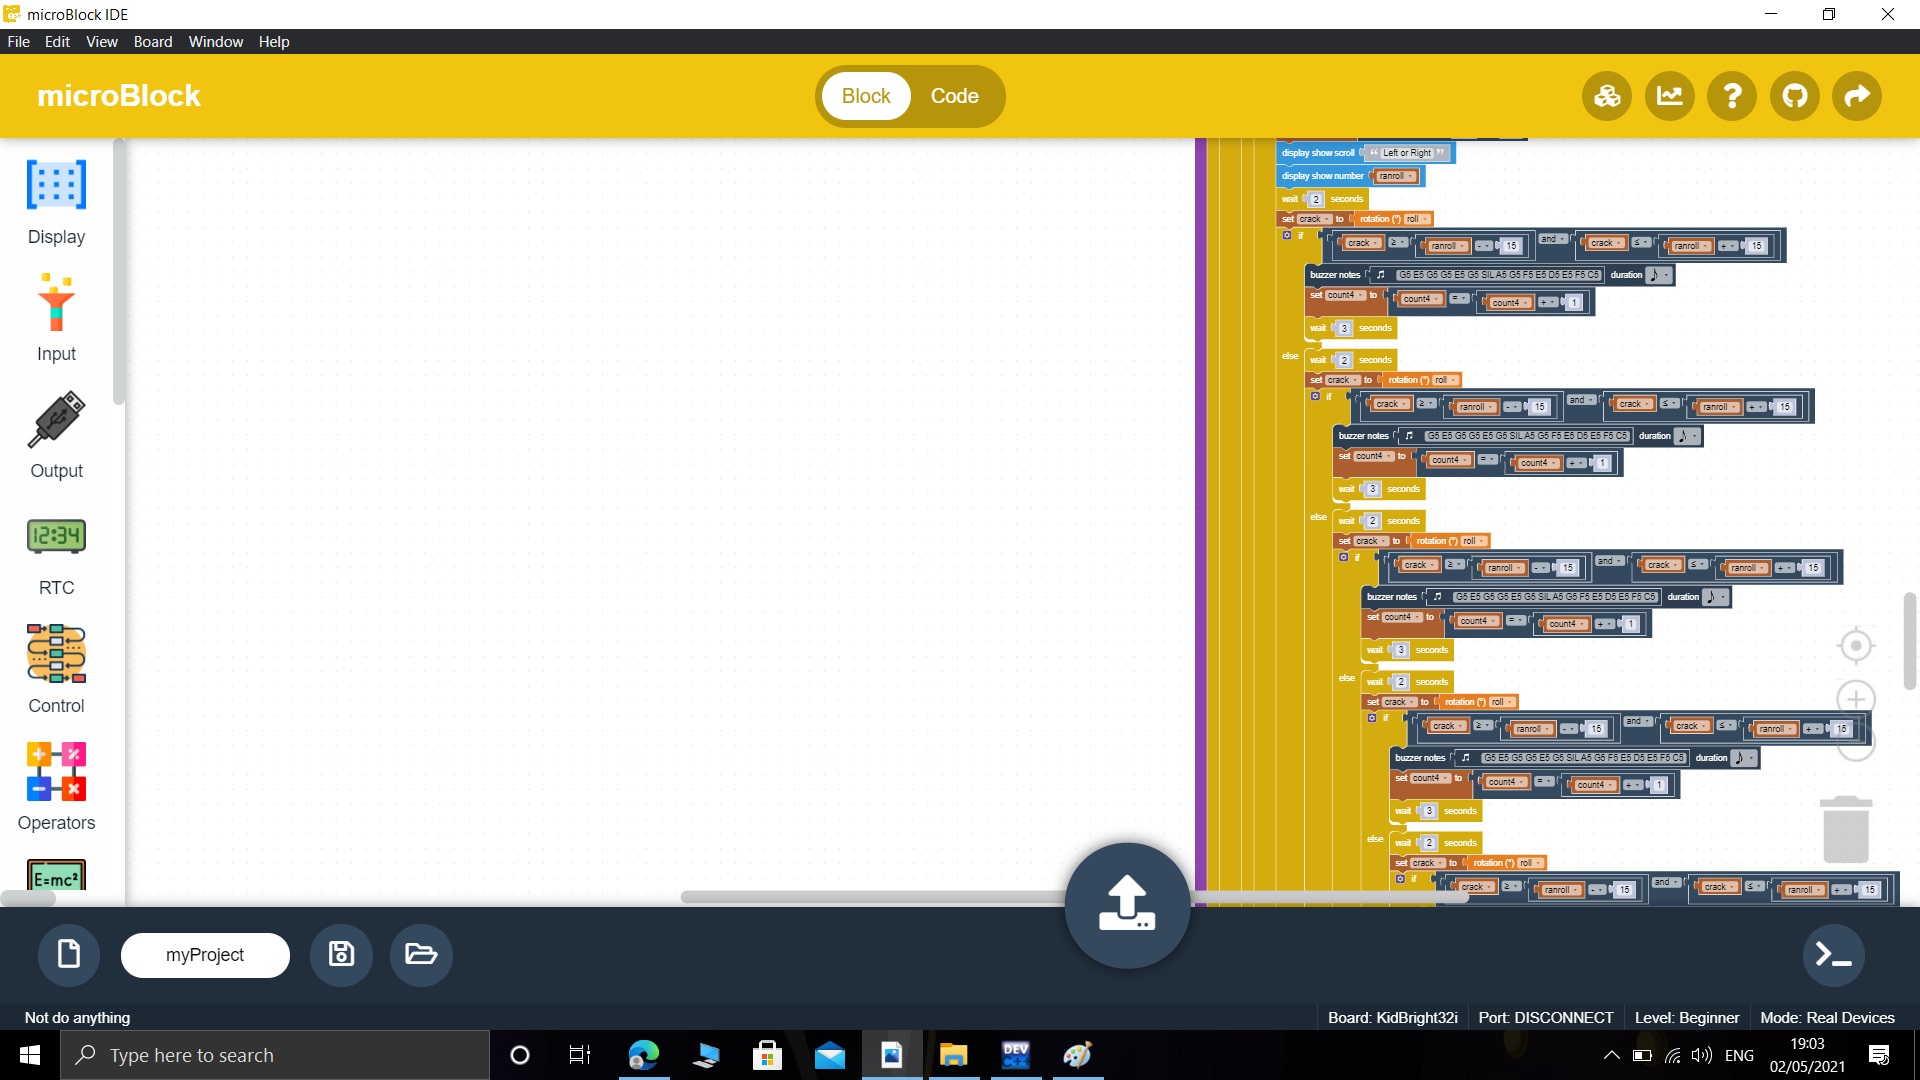 microBlock IDE
File Edit View Board Window Help
microBlock
Block Code
?
Display
Input
Output
12:34
RTC
Control
Operators
E=mc²
display show scroll “ Left or Right ”
display show number ranroll
wait 2 seconds
set crack to rotation (°) roll
if crack ≥ ranroll - 15 and crack ≤ ranroll + 15
buzzer notes G5 E5 G5 G5 E5 G5 SIL A5 G5 F5 E5 D5 E5 F5 C5 duration
set count4 to count4 = count4 + 1
wait 3 seconds
else wait 2 seconds
set crack to rotation (°) roll
if crack ≥ ranroll - 15 and crack ≤ ranroll + 15
buzzer notes G5 E5 G5 G5 E5 G5 SIL A5 G5 F5 E5 D5 E5 F5 C5 duration
set count4 to count4 = count4 + 1
wait 3 seconds
else wait 2 seconds
set crack to rotation (°) roll
if crack ≥ ranroll - 15 and crack ≤ ranroll + 15
buzzer notes G5 E5 G5 G5 E5 G5 SIL A5 G5 F5 E5 D5 E5 F5 C5 duration
set count4 to count4 = count4 + 1
wait 3 seconds
else wait 2 seconds
set crack to rotation (°) roll
if crack ≥ ranroll - 15 and crack ≤ ranroll + 15
buzzer notes G5 E5 G5 G5 E5 G5 SIL A5 G5 F5 E5 D5 E5 F5 C5 duration
set count4 to count4 = count4 + 1
wait 3 seconds
else wait 2 seconds
set crack to rotation (°) roll
if crack ≥ ranroll - 15 and crack ≤ ranroll + 15
myProject
Not do anything
Board: KidBright32i Port: DISCONNECT Level: Beginner Mode: Real Devices
Type here to search
DEV C++
ENG
19:03
02/05/2021